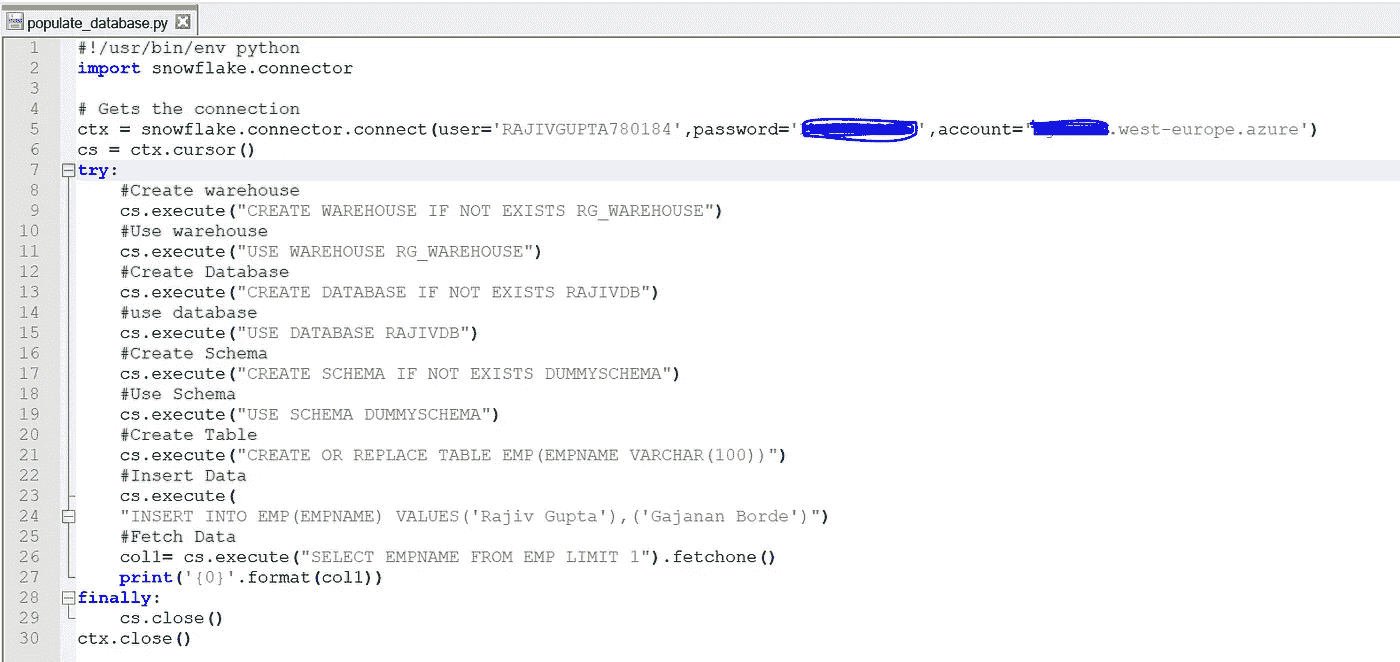 populate_database.py
1 #!/usr/bin/env python
2 import snowflake.connector
3
4 # Gets the connection
5 ctx = snowflake.connector.connect(user='RAJIVGUPTA780184',password='',account='.west-europe.azure')
6 cs = ctx.cursor()
7 try:
8 #Create warehouse
9 cs.execute("CREATE WAREHOUSE IF NOT EXISTS RG_WAREHOUSE")
10 #Use warehouse
11 cs.execute("USE WAREHOUSE RG_WAREHOUSE")
12 #Create Database
13 cs.execute("CREATE DATABASE IF NOT EXISTS RAJIVDB")
14 #use database
15 cs.execute("USE DATABASE RAJIVDB")
16 #Create Schema
17 cs.execute("CREATE SCHEMA IF NOT EXISTS DUMMYSCHEMA")
18 #Use Schema
19 cs.execute("USE SCHEMA DUMMYSCHEMA")
20 #Create Table
21 cs.execute("CREATE OR REPLACE TABLE EMP(EMPNAME VARCHAR(100))")
22 #Insert Data
23 cs.execute(
24 "INSERT INTO EMP(EMPNAME) VALUES('Rajiv Gupta'),('Gajanan Borde')")
25 #Fetch Data
26 col1= cs.execute("SELECT EMPNAME FROM EMP LIMIT 1").fetchone()
27 print('{0}'.format(col1))
28 finally:
29 cs.close()
30 ctx.close()